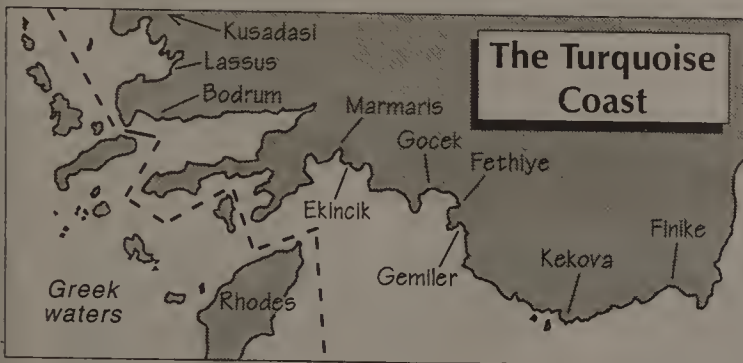 Kusadasi
Lassus
Bodrum
Marmaris
Gocek
Fethiye
Ekincik
Gemiler
Kekova
Finike
Rhodes
Greek
waters
The Turquoise
Coast